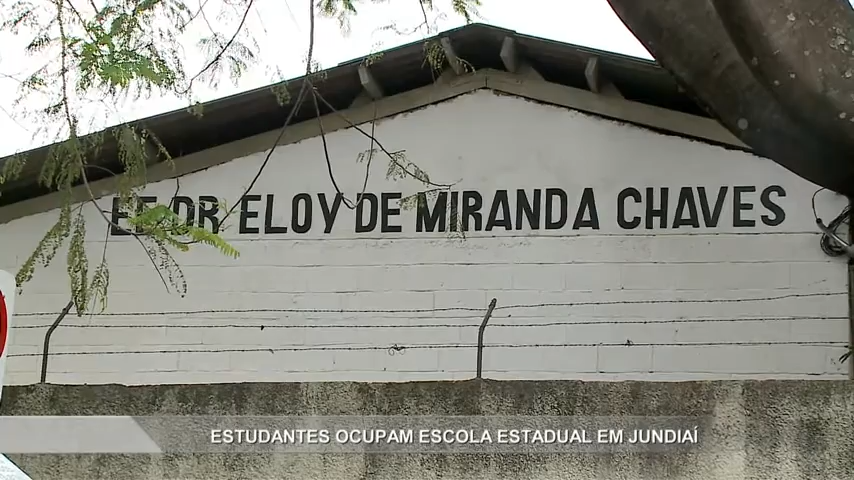 EE DR ELOY DE MIRANDA CHAVES
ESTUDANTES OCUPAM ESCOLA ESTADUAL EM JUNDIAÍ